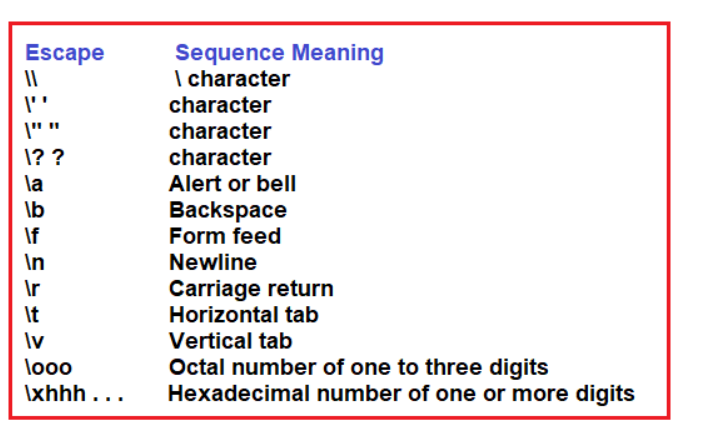 Escape Sequence Meaning
\\ \ character
\' ' character
\" " character
\? ? character
\a Alert or bell
\b Backspace
\f Form feed
\n Newline
\r Carriage return
\t Horizontal tab
\v Vertical tab
\ooo Octal number of one to three digits
\xhhh . . . Hexadecimal number of one or more digits